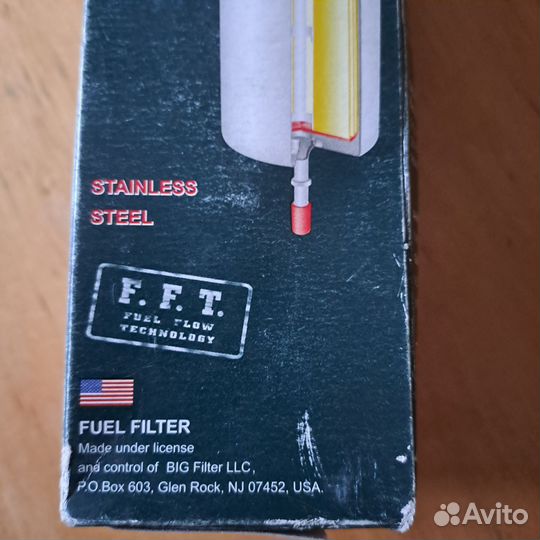 STAINLESS
STEEL
F. F. T.
FUEL FLOW
TECHNOLOGY
FUEL FILTER
Made under license
and control of BIG Filter LLC,
P.O.Box 603, Glen Rock, NJ 07452, USA.
Avito